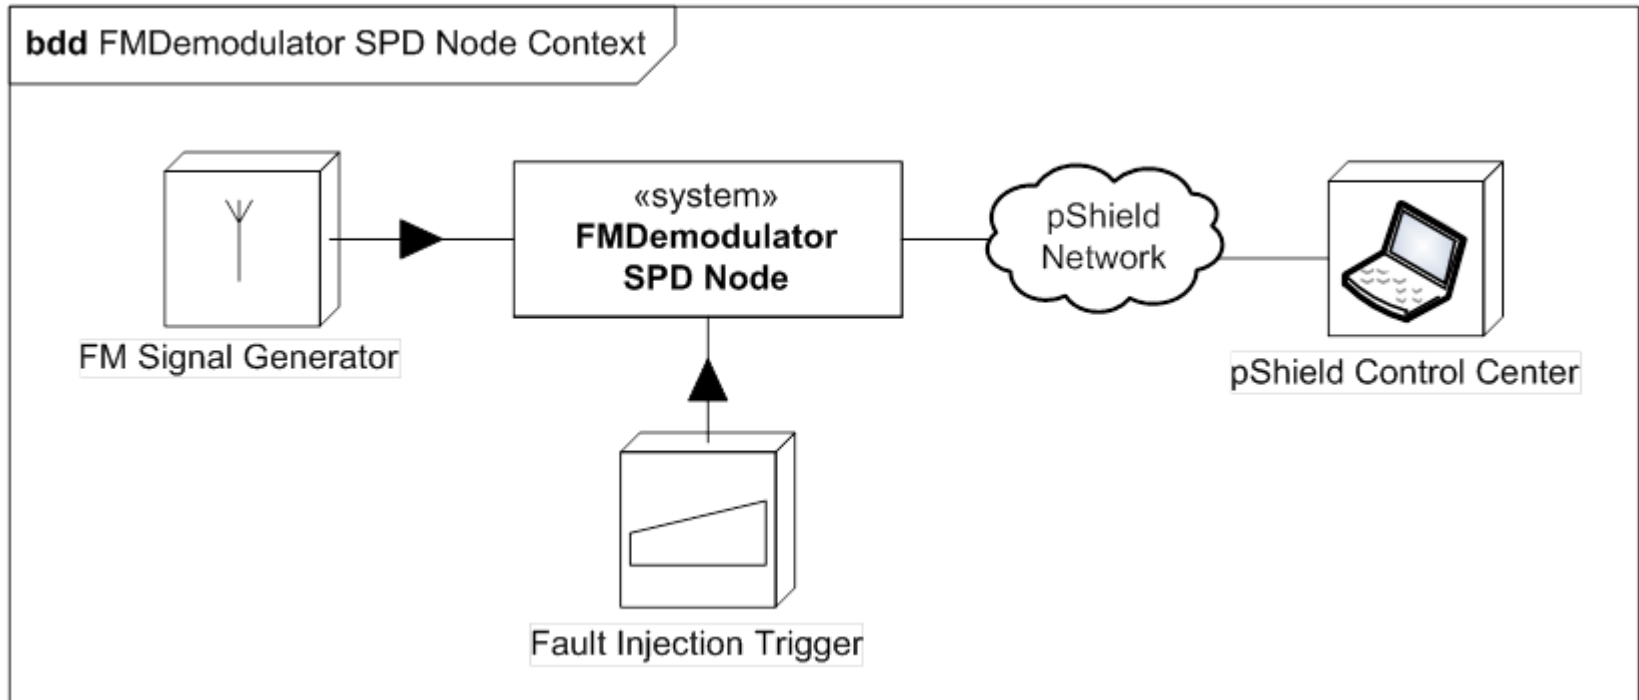 bdd FMDemodulator SPD Node Context
«system»
FMDemodulator
SPD Node
pShield
Network
FM Signal Generator
pShield Control Center
Fault Injection Trigger